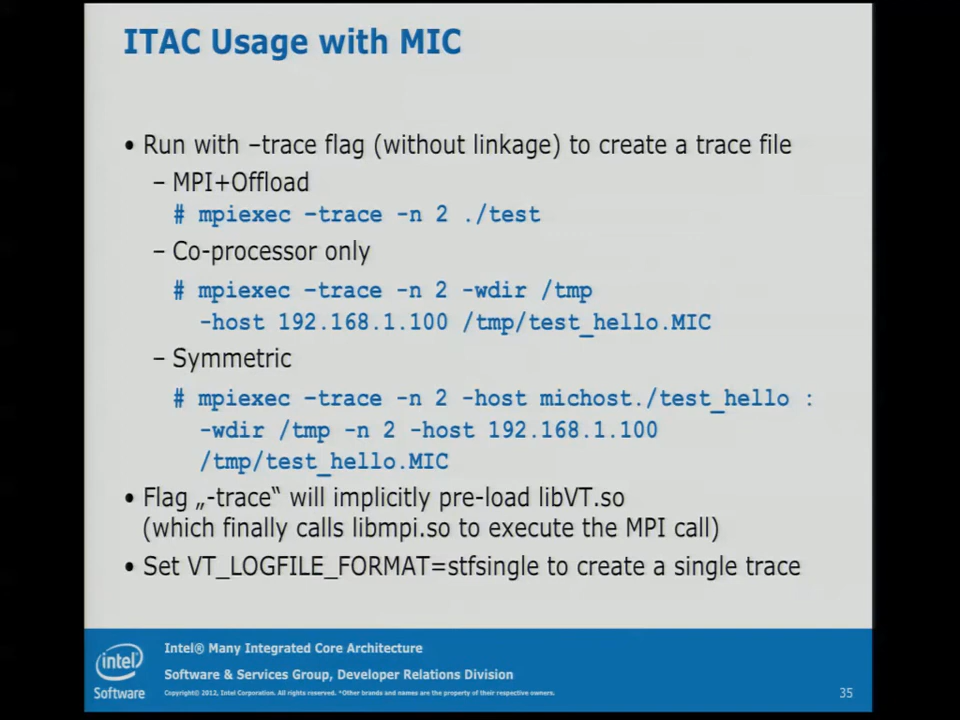 ITAC Usage with MIC
• Run with –trace flag (without linkage) to create a trace file
– MPI+Offload
# mpiexec –trace -n 2 ./test
– Co-processor only
# mpiexec –trace -n 2 -wdir /tmp
-host 192.168.1.100 /tmp/test_hello.MIC
– Symmetric
# mpiexec –trace -n 2 -host michost./test_hello :
-wdir /tmp -n 2 -host 192.168.1.100
/tmp/test_hello.MIC
• Flag „-trace“ will implicitly pre-load libVT.so
(which finally calls libmpi.so to execute the MPI call)
• Set VT_LOGFILE_FORMAT=stfsingle to create a single trace
intel
Software
Intel® Many Integrated Core Architecture
Software & Services Group, Developer Relations Division
Copyright© 2012, Intel Corporation. All rights reserved. *Other brands and names are the property of their respective owners.
35